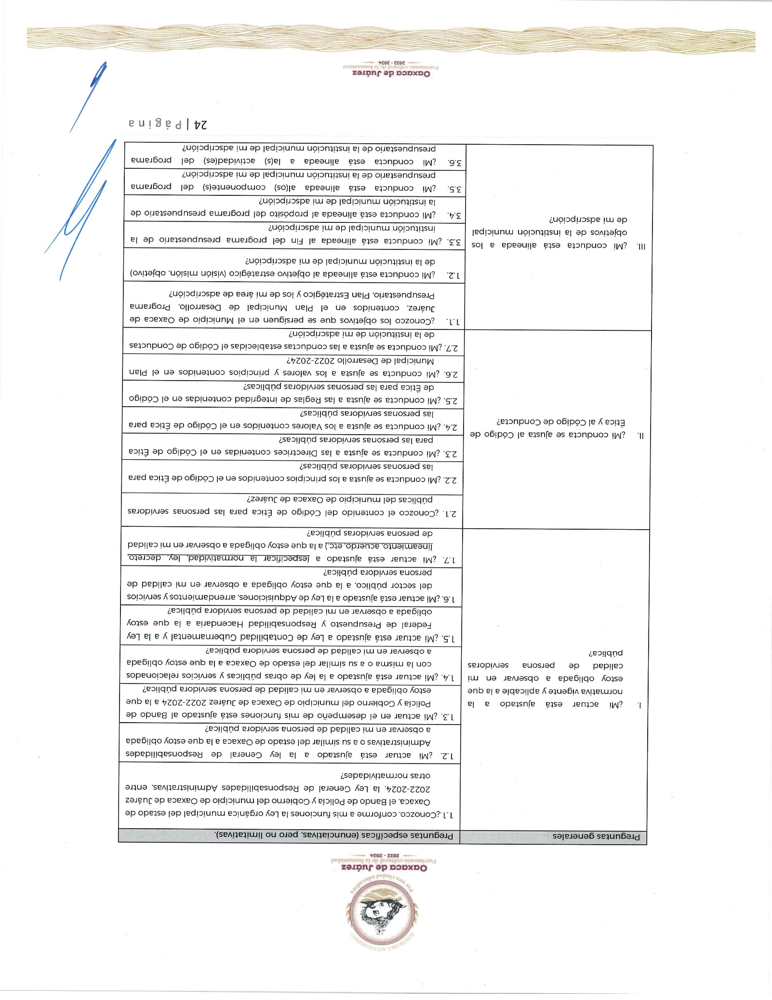 HONORABLE AYUNTAMIENTO
Por una ciudad educadora
Oaxaca de Juárez
Patrimonio cultural de la humanidad
2022 - 2024
Preguntas generales
Preguntas específicas (enunciativas, pero no limitativas).
I. ¿Mi actuar está ajustado a la
normativa vigente y aplicable a la que
estoy obligada a observar en mi
calidad de persona servidoras
pública?
1.1.¿Conozco, conforme a mis funciones la Ley orgánica municipal del estado de
Oaxaca, el Bando de Policía y Gobierno del municipio de Oaxaca de Juárez
2022-2024, la Ley General de Responsabilidades Administrativas, entre
otras normatividades?
1.2. ¿Mi actuar está ajustado a la ley General de Responsabilidades
Administrativas o a su similar del estado de Oaxaca a la que estoy obligada
a observar en mi calidad de persona servidora pública?
1.3. ¿Mi actuar en el desempeño de mis funciones está ajustado al Bando de
Policía y Gobierno del municipio de Oaxaca de Juárez 2022-2024 a la que
estoy obligada a observar en mi calidad de persona servidora pública?
1.4. ¿Mi actuar está ajustado a la ley de obras públicas y servicios relacionados
con la misma o a su similar del estado de Oaxaca a la que estoy obligada
a observar en mi calidad de persona servidora pública?
1.5. ¿Mi actuar está ajustado a Ley de Contabilidad Gubernamental y a la Ley
Federal de Presupuesto y Responsabilidad Hacendaria a la que estoy
obligada a observar en mi calidad de persona servidora pública?
1.6. ¿Mi actuar está ajustado a la Ley de Adquisiciones, arrendamientos y servicios
del sector público, a la que estoy obligada a observar en mi calidad de
persona servidora pública?
1.7. ¿Mi actuar está ajustado a (especificar la normatividad, ley, decreto,
lineamiento, acuerdo, etc.) a la que estoy obligada a observar en mi calidad
de persona servidoras pública?
II. ¿Mi conducta se ajusta al Código de
Ética y al Código de Conducta?
2.1. ¿Conozco el contenido del Código de Ética para las personas servidoras
públicas del municipio de Oaxaca de Juárez?
2.2. ¿Mi conducta se ajusta a los principios contenidos en el Código de Ética para
las personas servidoras públicas?
2.3. ¿Mi conducta se ajusta a las Directrices contenidas en el Código de Ética
para las personas servidoras públicas?
2.4. ¿Mi conducta se ajusta a los Valores contenidos en el Código de Ética para
las personas servidoras públicas?
2.5. ¿Mi conducta se ajusta a las Reglas de integridad contenidas en el Código
de Ética para las personas servidoras públicas?
2.6. ¿Mi conducta se ajusta a los valores y principios contenidos en el Plan
Municipal de Desarrollo 2022-2024?
2.7. ¿Mi conducta se ajusta a las conductas establecidas el Código de Conductas
de la institución de mi adscripción?
III. ¿Mi conducta está alineada a los
objetivos de la institución municipal
de mi adscripción?
1.1. ¿Conozco los objetivos que se persiguen en el Municipio de Oaxaca de
Juárez, contenidos en el Plan Municipal de Desarrollo, Programa
Presupuestario, Plan Estratégico y los de mi área de adscripción?
1.2. ¿Mi conducta está alineada al objetivo estratégico (visión misión, objetivo)
de la institución municipal de mi adscripción?
3.3. ¿Mi conducta está alineada al Fin del programa presupuestario de la
institución municipal de mi adscripción?
3.4. ¿Mi conducta está alineada al propósito del programa presupuestario de
la institución municipal de mi adscripción?
3.5. ¿Mi conducta está alineada al(os) componente(s) del programa
presupuestario de la institución municipal de mi adscripción?
3.6. ¿Mi conducta está alineada a la(s) actividad(es) del programa
presupuestario de la institución municipal de mi adscripción?
24 | Página
Oaxaca de Juárez
Patrimonio cultural de la humanidad
2022 - 2024